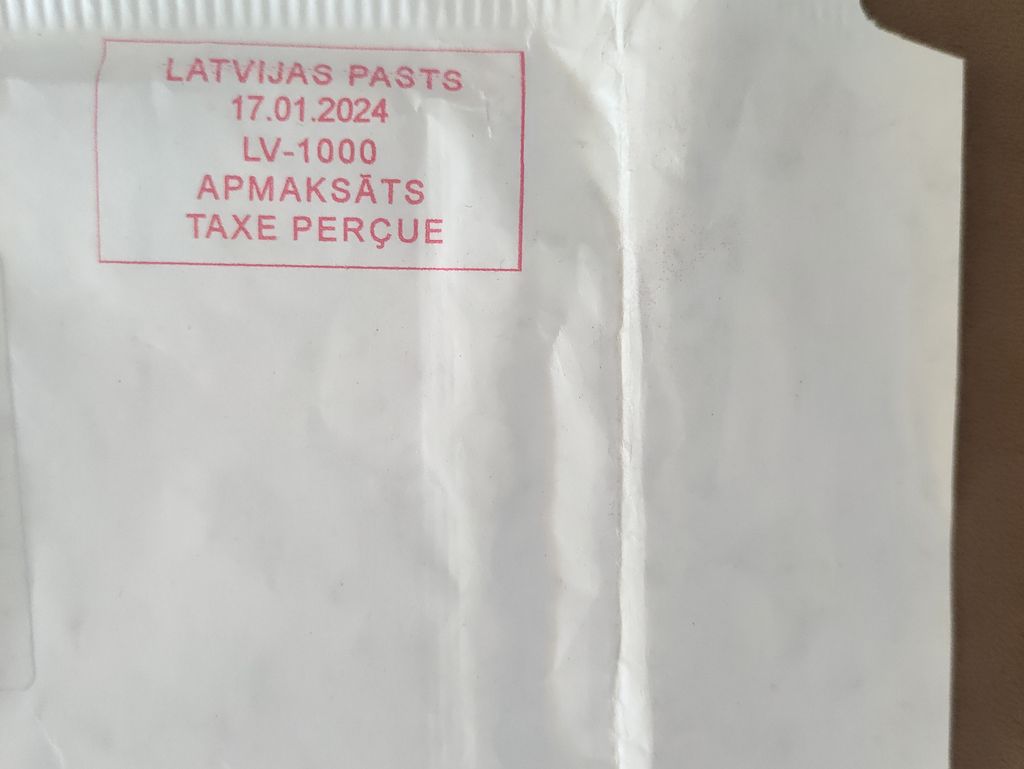 LATVIJAS PASTS
17.01.2024
LV-1000
APMAKSĀTS
TAXE PERÇUE